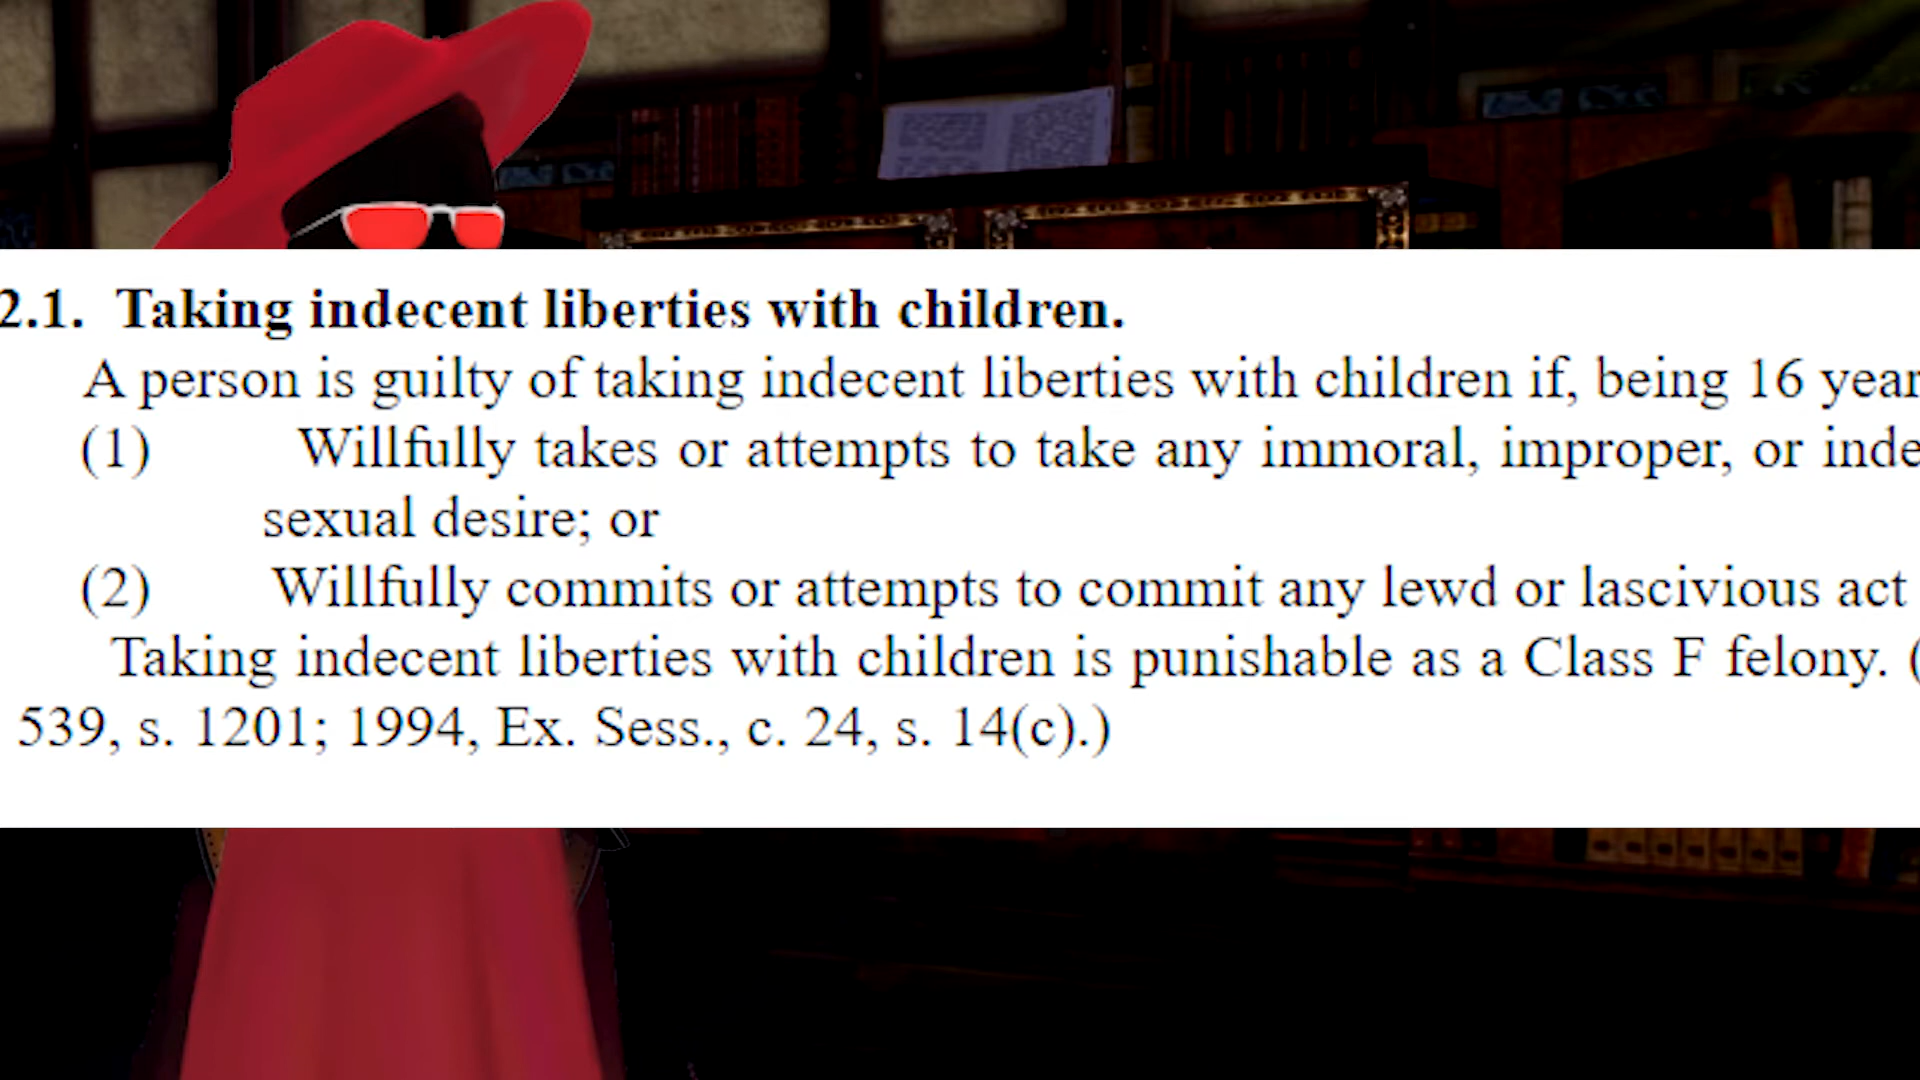 2.1. Taking indecent liberties with children.
A person is guilty of taking indecent liberties with children if, being 16 year
(1) Willfully takes or attempts to take any immoral, improper, or inde
sexual desire; or
(2) Willfully commits or attempts to commit any lewd or lascivious act
Taking indecent liberties with children is punishable as a Class F felony. (
539, s. 1201; 1994, Ex. Sess., c. 24, s. 14(c).)